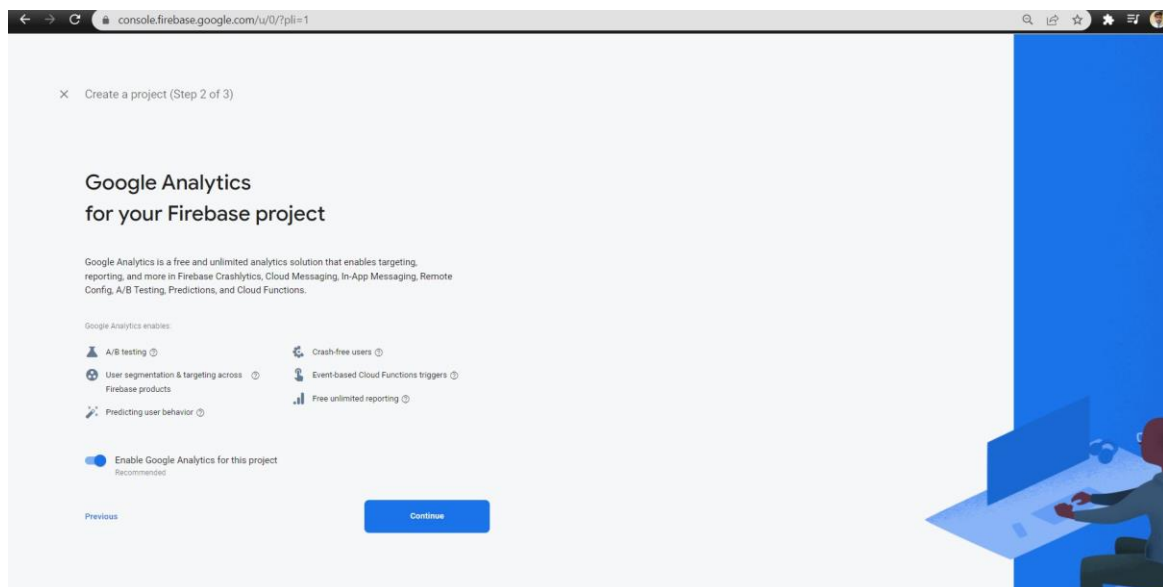 console.firebase.google.com/u/0/?pli=1
Create a project (Step 2 of 3)
Google Analytics
for your Firebase project
Google Analytics is a free and unlimited analytics solution that enables targeting,
reporting, and more in Firebase Crashlytics, Cloud Messaging, In-App Messaging, Remote
Config, A/B Testing, Predictions, and Cloud Functions.
Google Analytics enables:
A/B testing
User segmentation & targeting across
Firebase products
Predicting user behavior
Crash-free users
Event-based Cloud Functions triggers
Free unlimited reporting
Enable Google Analytics for this project
Recommended
Previous
Continue